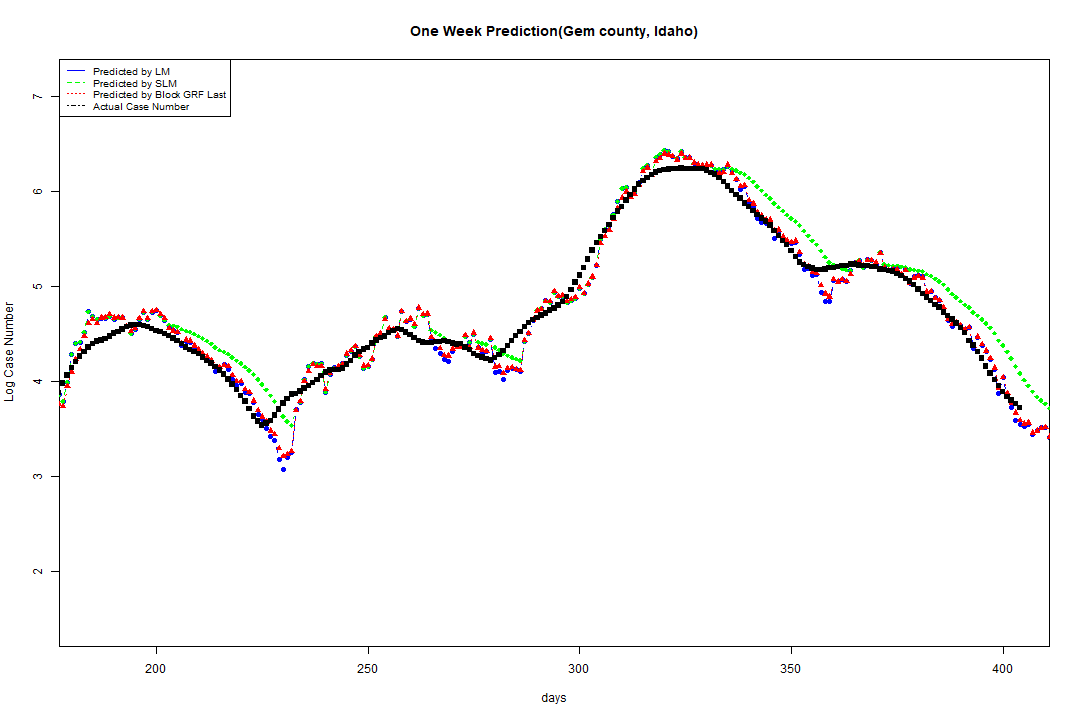 One Week Prediction(Gem county, Idaho)
Predicted by LM
Predicted by SLM
Predicted by Block GRF Last
Actual Case Number
Log Case Number
7
6
5
4
3
2
200 250 300 350 400
days